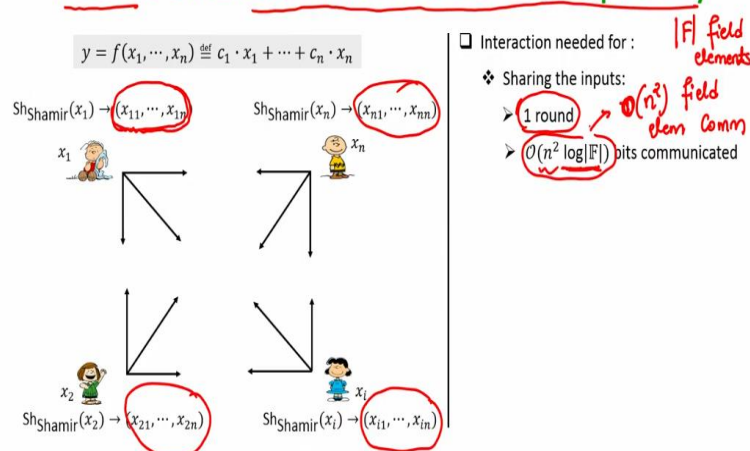 y = f(x₁, ⋯, xₙ) ≝ c₁ ⋅ x₁ + ⋯ + cₙ ⋅ xₙ
Sh_Shamir(x₁) → (x₁₁, ⋯, x₁ₙ)
Sh_Shamir(xₙ) → (xₙ₁, ⋯, xₙₙ)
x₁
xₙ
x₂
xᵢ
Sh_Shamir(x₂) → (x₂₁, ⋯, x₂ₙ)
Sh_Shamir(xᵢ) → (xᵢ₁, ⋯, xᵢₙ)
❑ Interaction needed for :
❖ Sharing the inputs:
➢ 1 round
➢ 𝒪(n² log|𝔽|) bits communicated
|F| field
elements
O(n²) field
elem comm